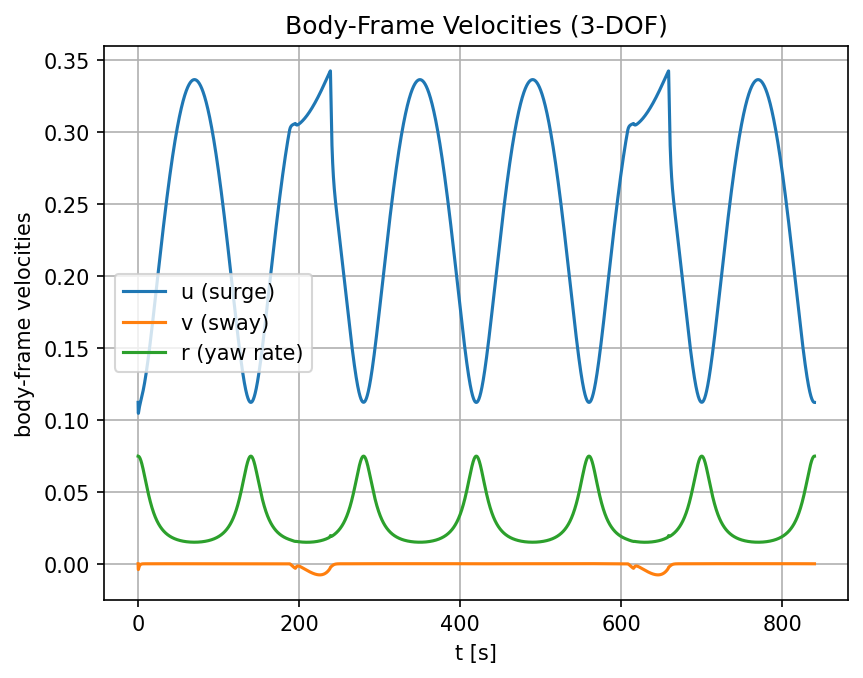 Body-Frame Velocities (3-DOF)
body-frame velocities
0.35
0.30
0.25
0.20
0.15
0.10
0.05
0.00
u (surge)
v (sway)
r (yaw rate)
0 200 400 600 800
t [s]